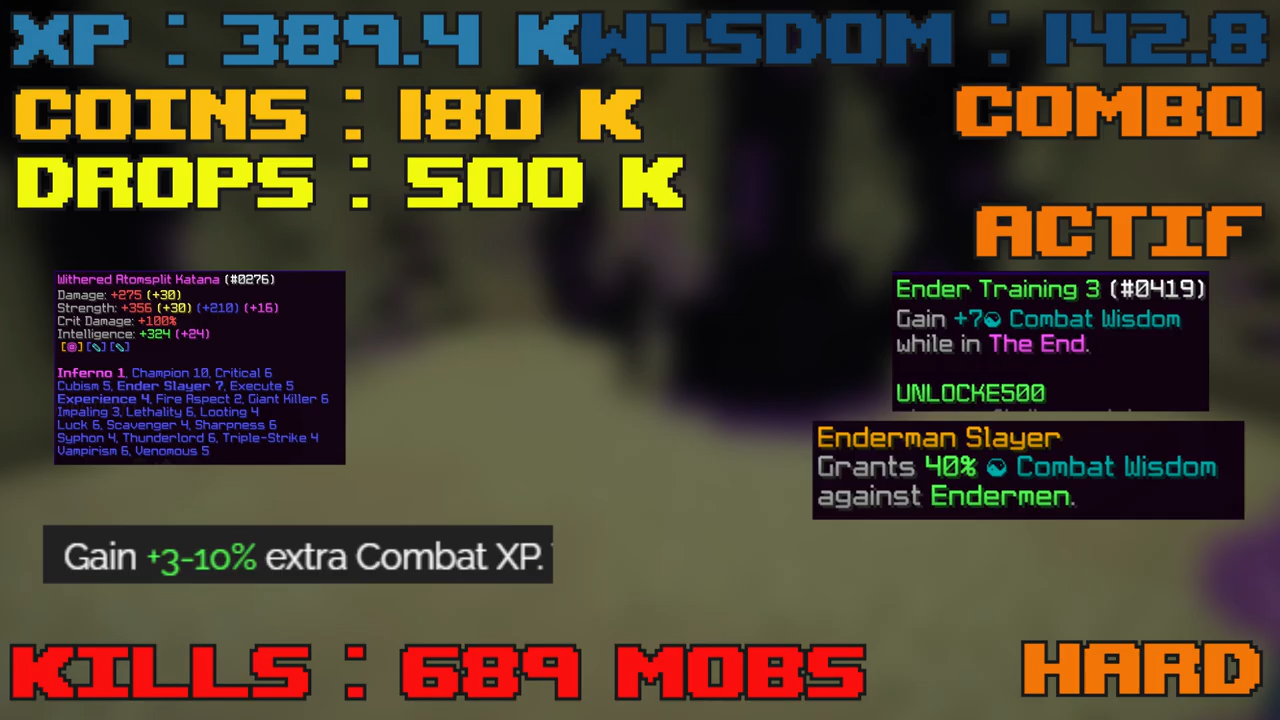 XP : 389.4 K
WISDOM : 142.8
COINS : 180 K
COMBO
DROPS : 500 K
ACTIF
Withered Atomsplit Katana (#0276)
Damage: +275 (+30)
Strength: +356 (+30) (+210) (+16)
Crit Damage: +100%
Intelligence: +324 (+24)
Inferno 1, Champion 10, Critical 6
Cubism 5, Ender Slayer 7, Execute 5
Experience 4, Fire Aspect 2, Giant Killer 6
Impaling 3, Lethality 6, Looting 4
Luck 6, Scavenger 4, Sharpness 6
Syphon 4, Thunderlord 6, Triple-Strike 4
Vampirism 6, Venomous 5
Ender Training 3 (#0419)
Gain +7 Combat Wisdom
while in The End.
UNLOCKE500
Enderman Slayer
Grants 40% Combat Wisdom
against Endermen.
Gain +3-10% extra Combat XP.
KILLS : 689 MOBS
HARD